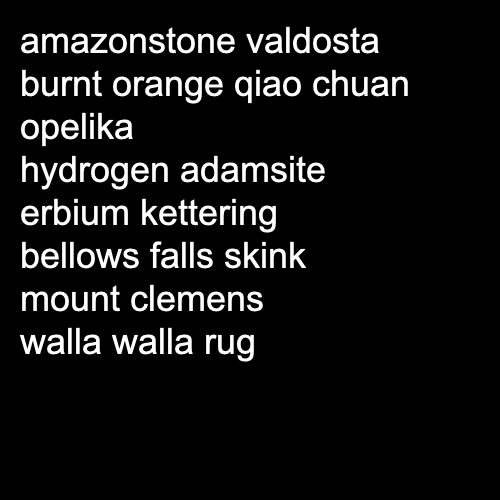 amazonstone valdosta
burnt orange qiao chuan
opelika
hydrogen adamsite
erbium kettering
bellows falls skink
mount clemens
walla walla rug